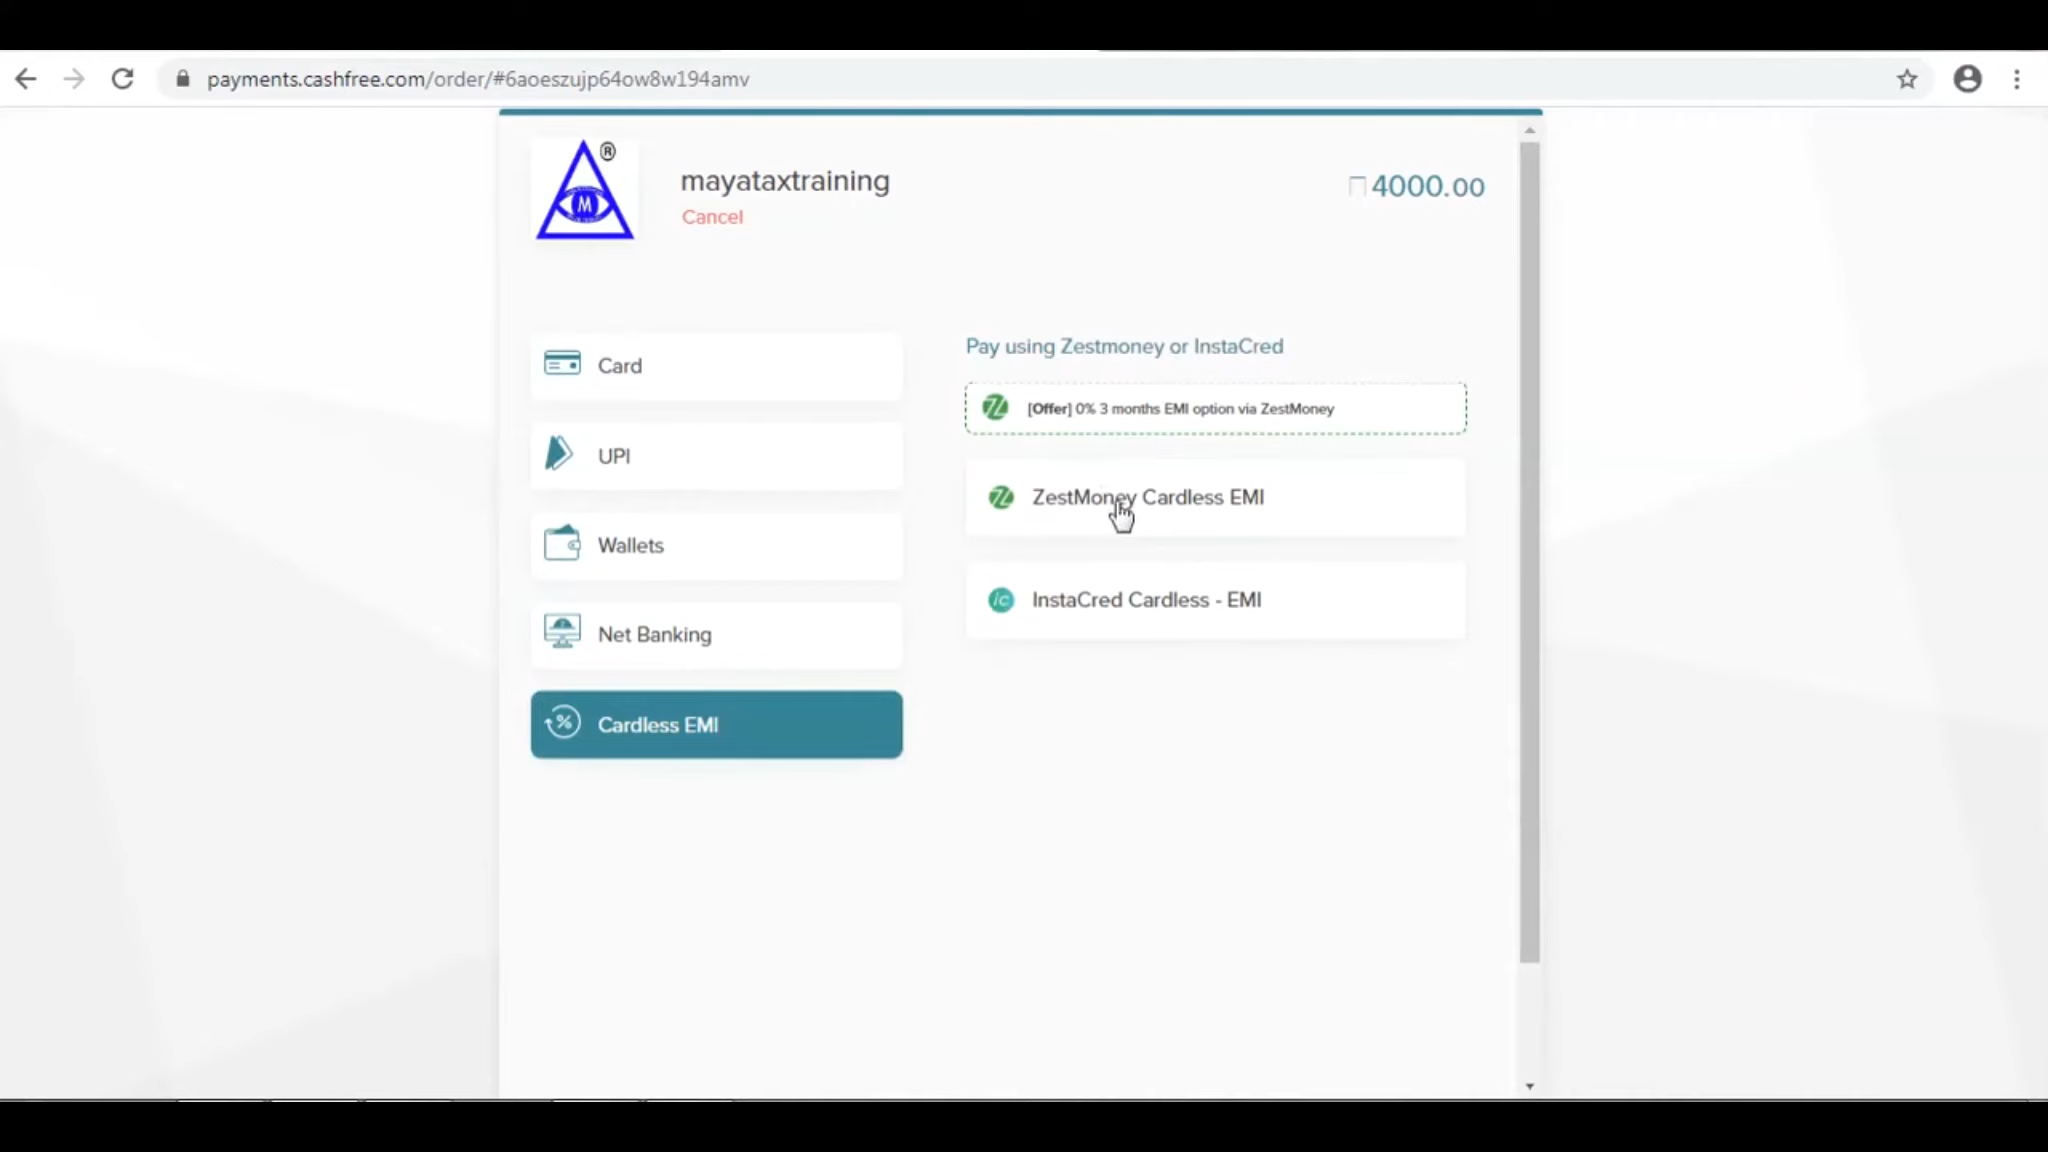 payments.cashfree.com/order/#6aoeszujp64ow8w194amv
®
M
mayataxtraining
Cancel
4000.00
Card
UPI
Wallets
Net Banking
Cardless EMI
Pay using Zestmoney or InstaCred
[Offer] 0% 3 months EMI option via ZestMoney
ZestMoney Cardless EMI
ic InstaCred Cardless - EMI